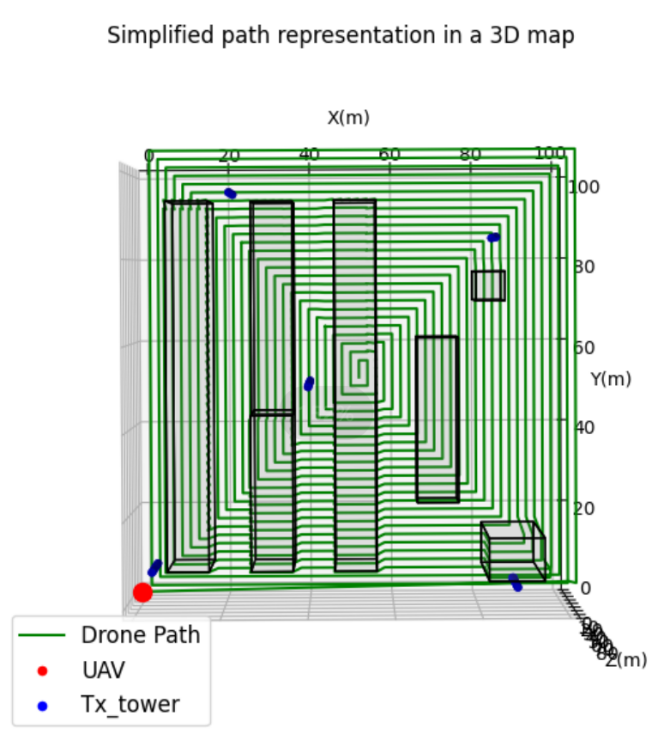 Simplified path representation in a 3D map
X(m)
0 20 40 60 80 100
100
80
60
Y(m)
40
20
0
Z(m)
Drone Path
UAV
Tx_tower